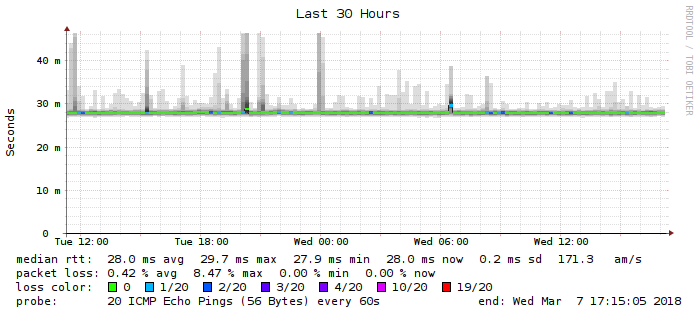 Last 30 Hours
RRDTOOL / TOBI OETIKER
Seconds
40 m
30 m
20 m
10 m
0
Tue 12:00 Tue 18:00 Wed 00:00 Wed 06:00 Wed 12:00
median rtt: 28.0 ms avg 29.7 ms max 27.9 ms min 28.0 ms now 0.2 ms sd 171.3 am/s
packet loss: 0.42 % avg 8.47 % max 0.00 % min 0.00 % now
loss color: 0 1/20 2/20 3/20 4/20 10/20 19/20
probe: 20 ICMP Echo Pings (56 Bytes) every 60s end: Wed Mar 7 17:15:05 2018